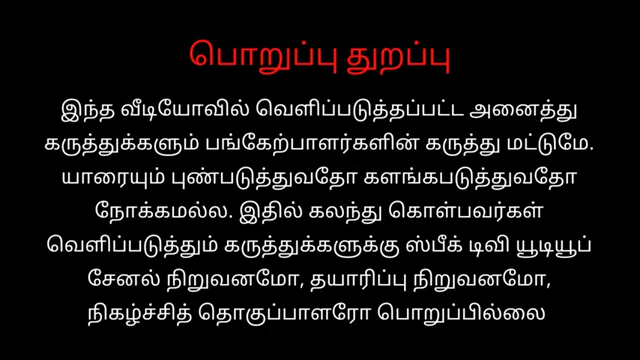 பொறுப்பு துறப்பு
இந்த வீடியோவில் வெளிப்படுத்தப்பட்ட அனைத்து
கருத்துக்களும் பங்கேற்பாளர்களின் கருத்து மட்டுமே.
யாரையும் புண்படுத்துவதோ களங்கபடுத்துவதோ
நோக்கமல்ல. இதில் கலந்து கொள்பவர்கள்
வெளிப்படுத்தும் கருத்துக்களுக்கு ஸ்பீக் டிவி யூடியூப்
சேனல் நிறுவனமோ, தயாரிப்பு நிறுவனமோ,
நிகழ்ச்சித் தொகுப்பாளரோ பொறுப்பில்லை